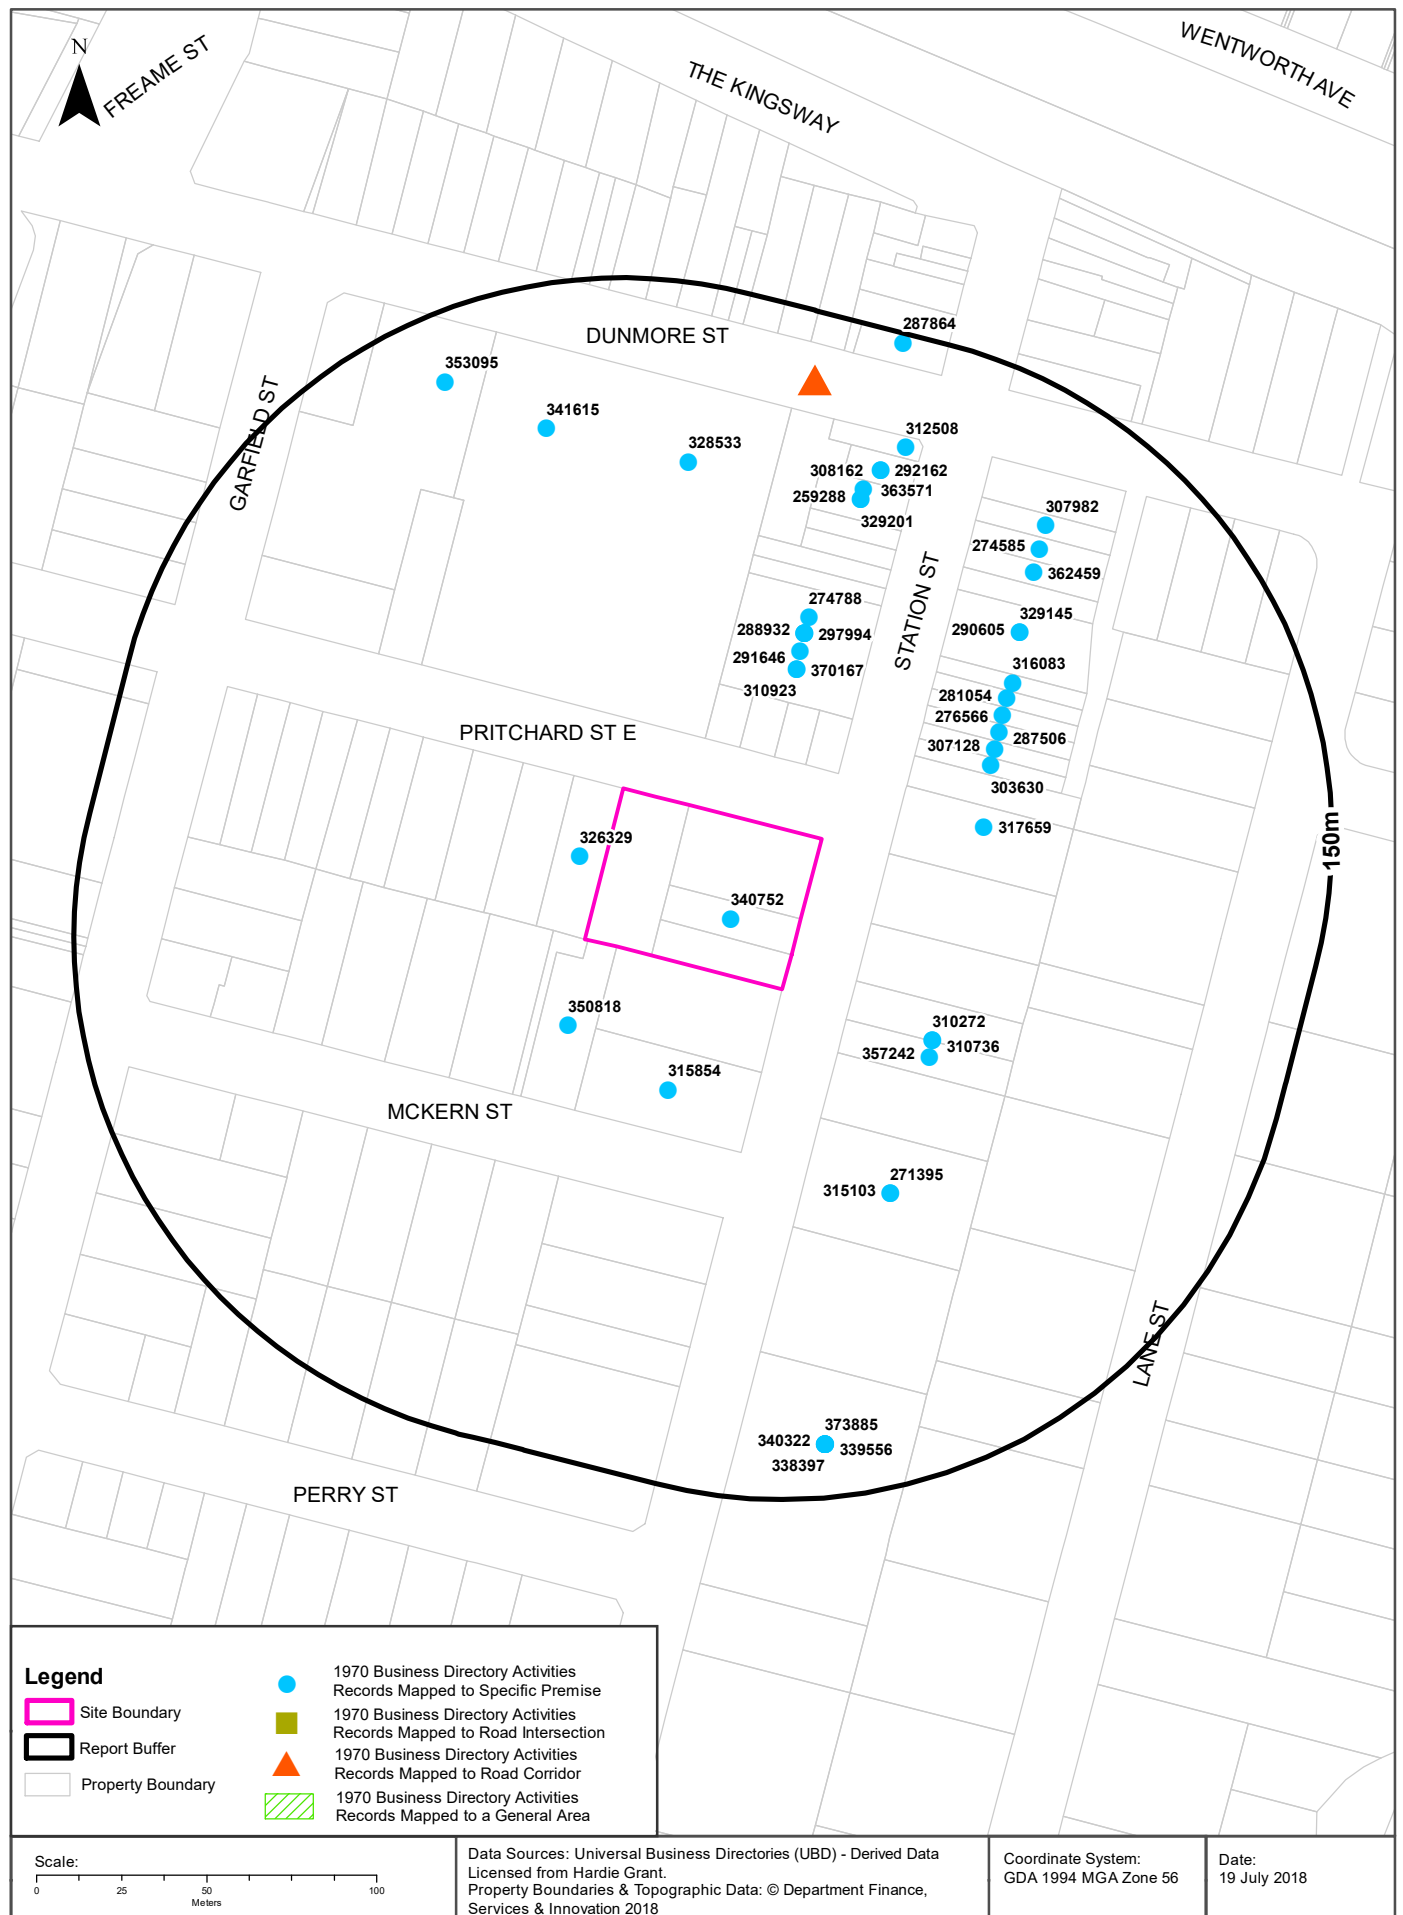 N
FREAME ST
THE KINGSWAY
WENTWORTH AVE
287864
DUNMORE ST
353095
GARFIELD ST
341615
328533
312508
308162
292162
363571
259288
329201
307982
274585
362459
STATION ST
274788
288932
297994
291646
370167
310923
329145
290605
316083
281054
276566
287506
307128
303630
PRITCHARD ST E
317659
150m
326329
340752
350818
310272
310736
357242
315854
MCKERN ST
271395
315103
LANE ST
373885
340322
339556
338397
PERRY ST
Legend
Site Boundary
Report Buffer
Property Boundary
1970 Business Directory Activities
Records Mapped to Specific Premise
1970 Business Directory Activities
Records Mapped to Road Intersection
1970 Business Directory Activities
Records Mapped to Road Corridor
1970 Business Directory Activities
Records Mapped to a General Area
Scale:
0 25 50 100
Meters
Data Sources: Universal Business Directories (UBD) - Derived Data
Licensed from Hardie Grant.
Property Boundaries & Topographic Data: © Department Finance,
Services & Innovation 2018
Coordinate System:
GDA 1994 MGA Zone 56
Date:
19 July 2018